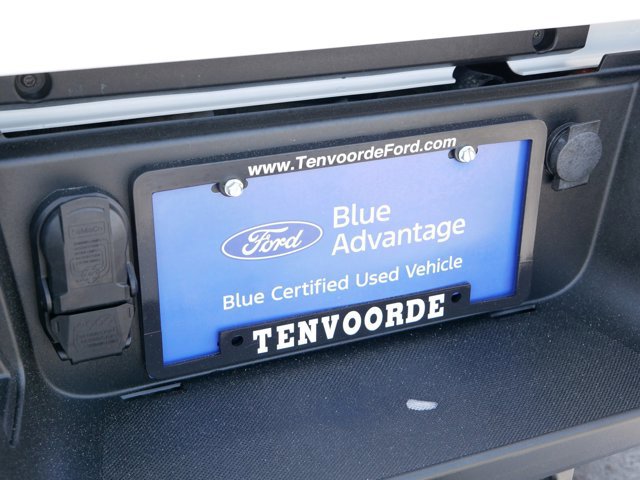 www.TenvoordeFord.com
Ford
Blue
Advantage
Blue Certified Used Vehicle
TENVOORDE